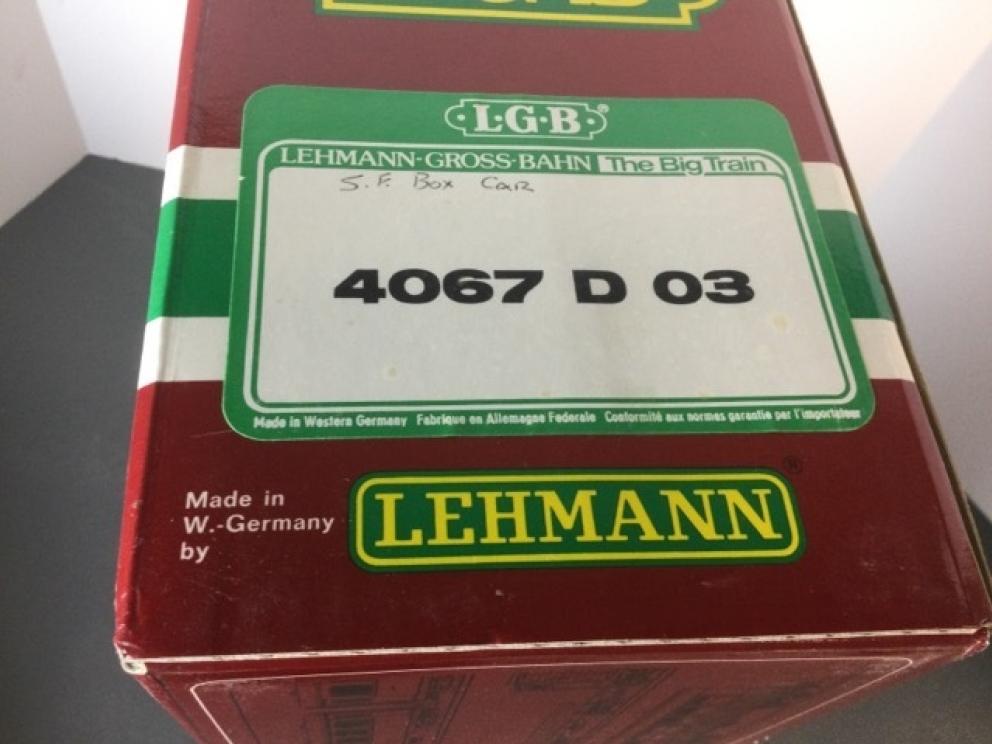 L·G·B®
LEHMANN-GROSS-BAHN The Big Train
S.F. Box Car
4067 D 03
Made in Western Germany Fabrique en Allemagne Federale Conformité aux normes garantie par l'importateur
Made in
W.-Germany
by
LEHMANN®